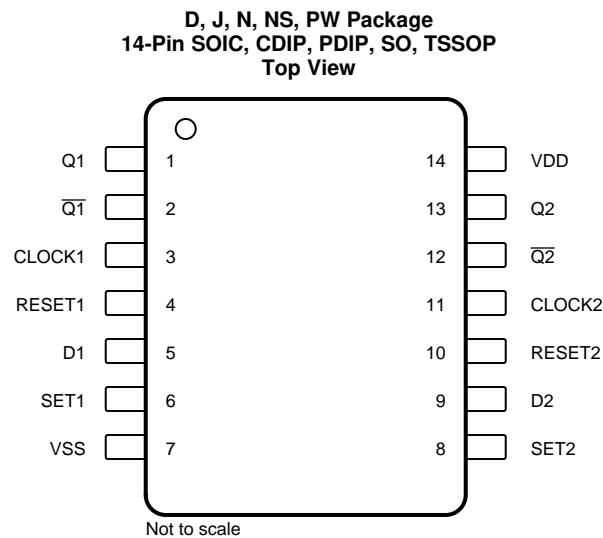 D, J, N, NS, PW Package
14-Pin SOIC, CDIP, PDIP, SO, TSSOP
Top View
Q1 1 14 VDD
Q1 2 13 Q2
CLOCK1 3 12 Q2
RESET1 4 11 CLOCK2
D1 5 10 RESET2
SET1 6 9 D2
VSS 7 8 SET2
Not to scale